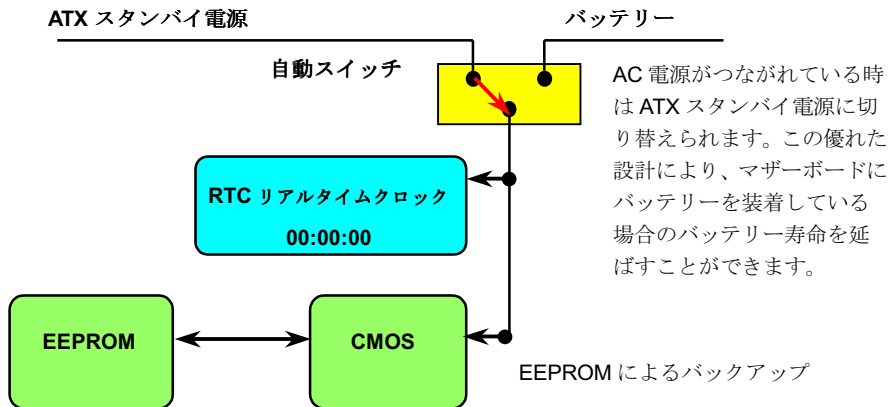 ATX スタンバイ電源
バッテリー
自動スイッチ
AC 電源がつながれている時
は ATX スタンバイ電源に切
り替えられます。この優れた
設計により、マザーボードに
バッテリーを装着している
場合のバッテリー寿命を延
ばすことができます。
RTC リアルタイムクロック
00:00:00
EEPROM
CMOS
EEPROM によるバックアップ